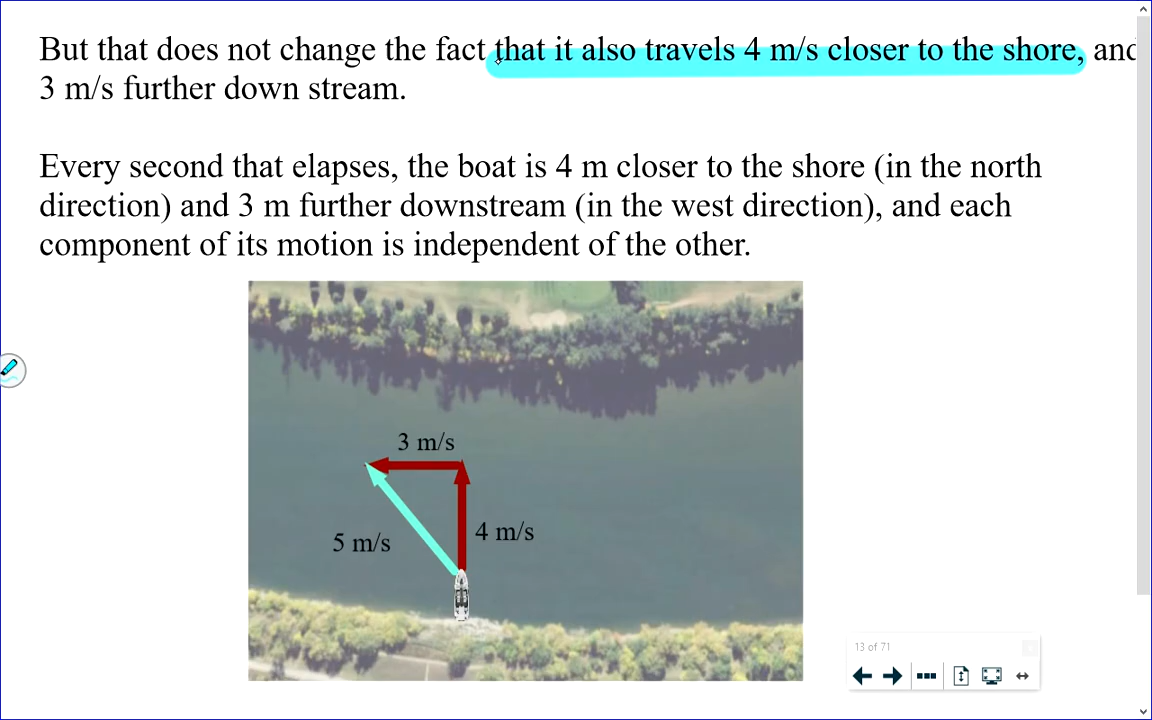 But that does not change the fact that it also travels 4 m/s closer to the shore, and
3 m/s further down stream.
Every second that elapses, the boat is 4 m closer to the shore (in the north
direction) and 3 m further downstream (in the west direction), and each
component of its motion is independent of the other.
3 m/s
4 m/s
5 m/s
13 of 71